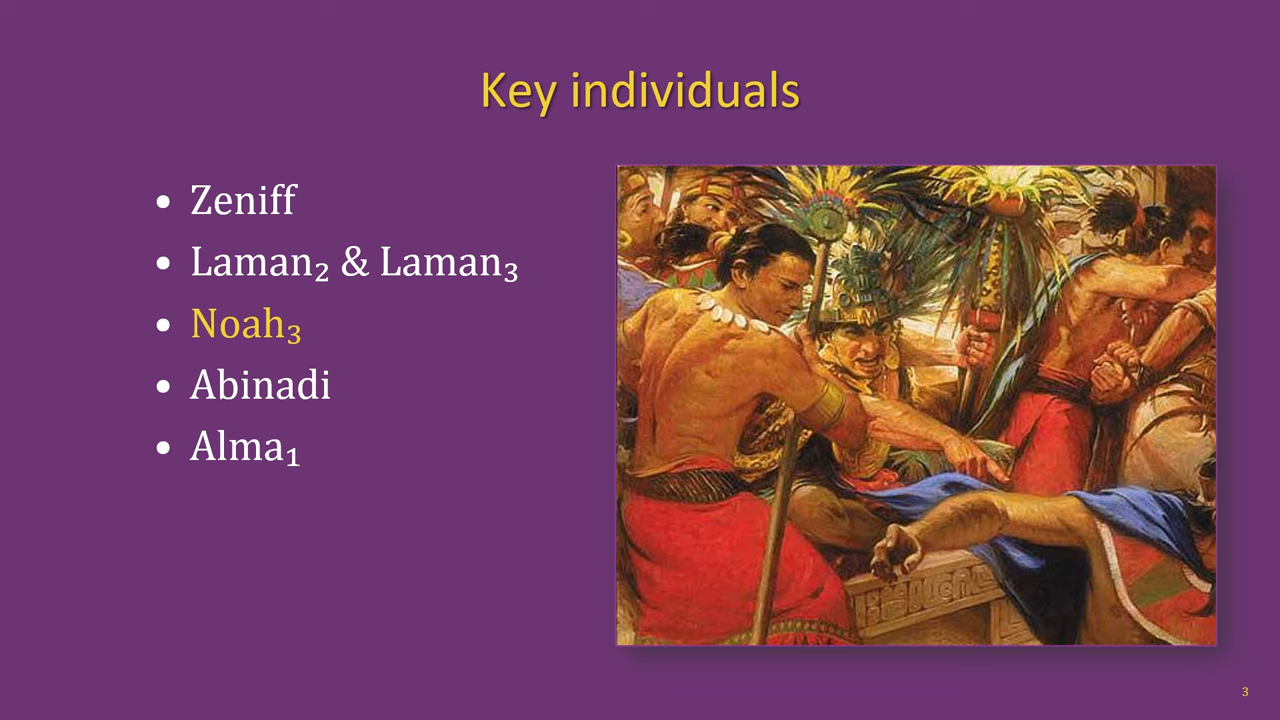 Key individuals
• Zeniff
• Laman₂ & Laman₃
• Noah₃
• Abinadi
• Alma₁
3